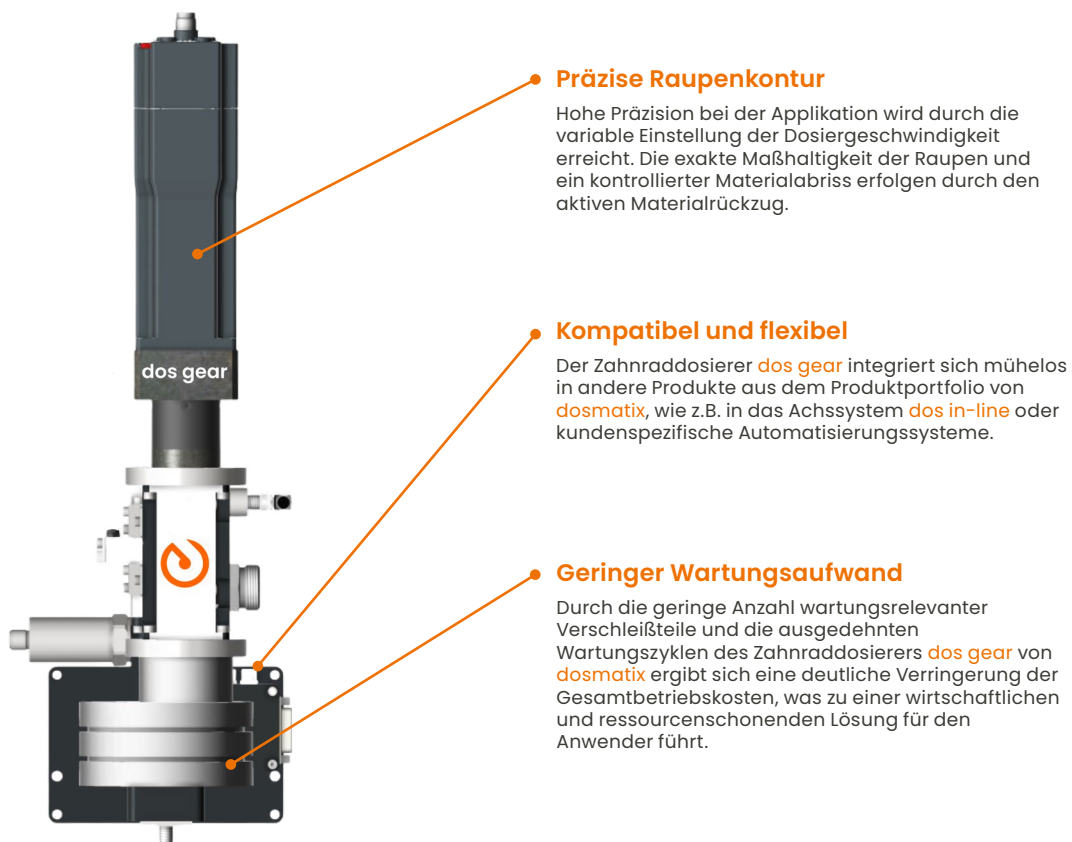 Präzise Raupenkontur
Hohe Präzision bei der Applikation wird durch die
variable Einstellung der Dosiergeschwindigkeit
erreicht. Die exakte Maßhaltigkeit der Raupen und
ein kontrollierter Materialabriss erfolgen durch den
aktiven Materialrückzug.
Kompatibel und flexibel
Der Zahnraddosierer dos gear integriert sich mühelos
in andere Produkte aus dem Produktportfolio von
dosmatix, wie z.B. in das Achssystem dos in-line oder
kundenspezifische Automatisierungssysteme.
dos gear
Geringer Wartungsaufwand
Durch die geringe Anzahl wartungsrelevanter
Verschleißteile und die ausgedehnten
Wartungszyklen des Zahnraddosierers dos gear von
dosmatix ergibt sich eine deutliche Verringerung der
Gesamtbetriebskosten, was zu einer wirtschaftlichen
und ressourcenschonenden Lösung für den
Anwender führt.